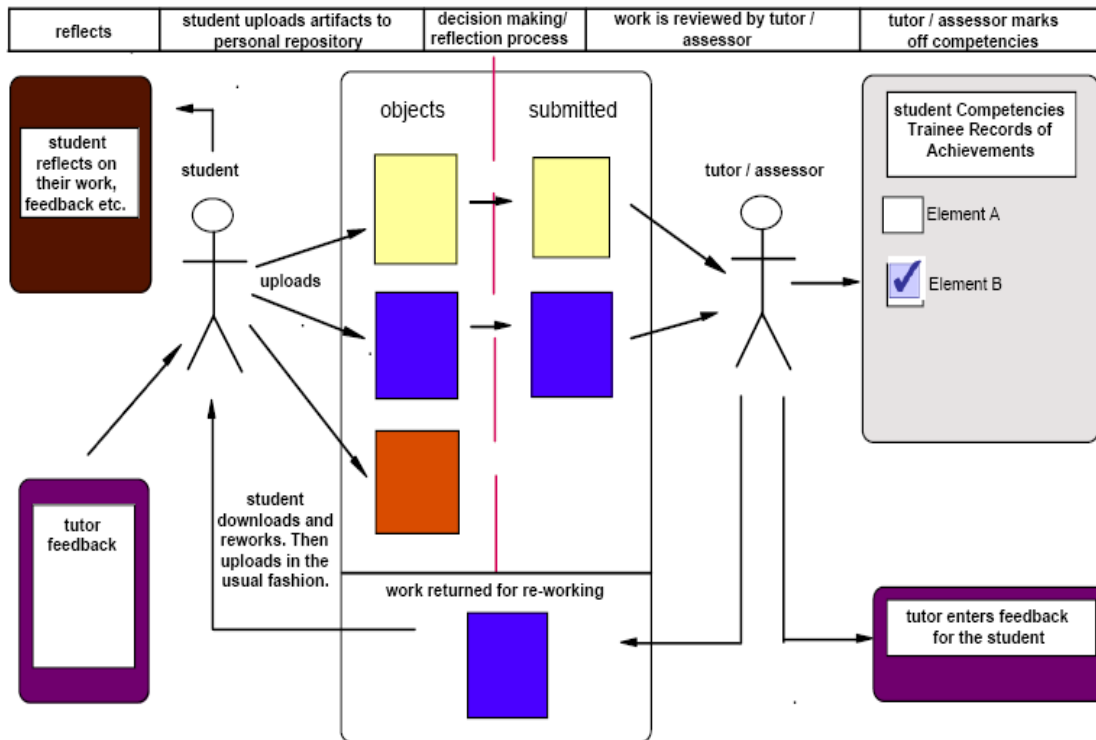 reflects
student uploads artifacts to
personal repository
decision making/
reflection process
work is reviewed by tutor /
assessor
tutor / assessor marks
off competencies
student
reflects on
their work,
feedback etc.
student
uploads
objects
submitted
tutor / assessor
student Competencies
Trainee Records of
Achievements
Element A
Element B
tutor
feedback
student
downloads and
reworks. Then
uploads in the
usual fashion.
work returned for re-working
tutor enters feedback
for the student